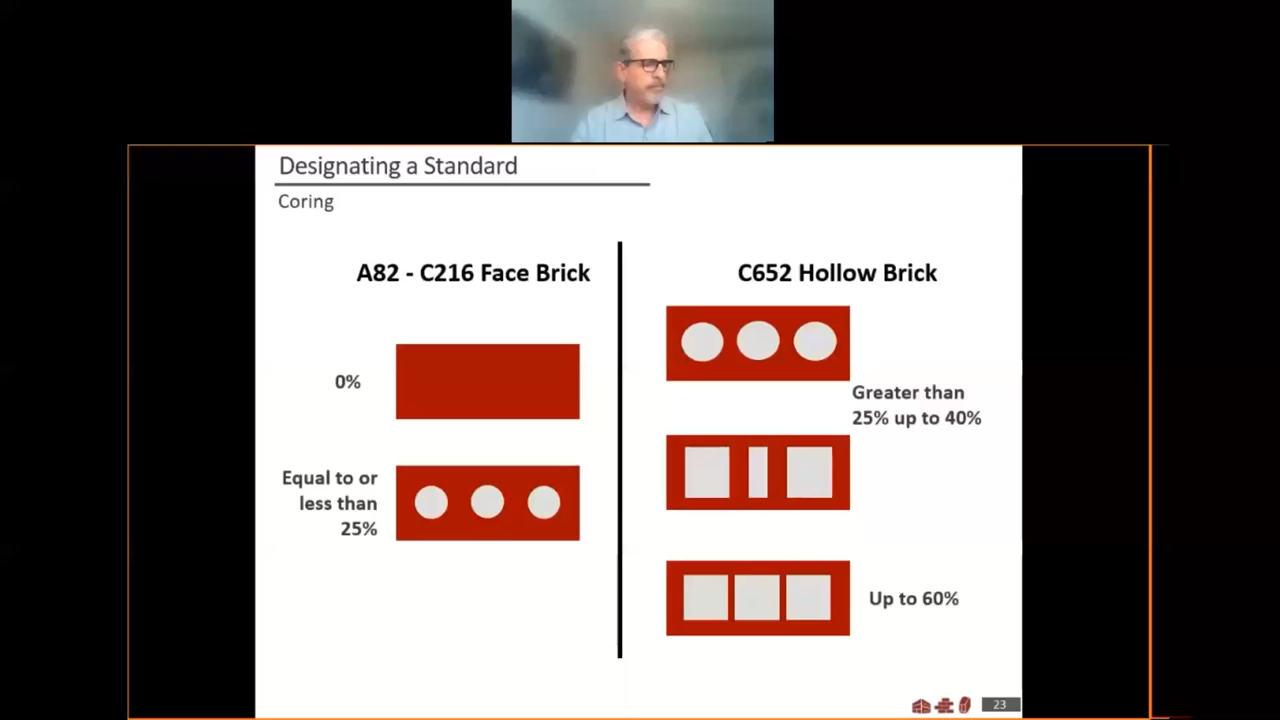 Designating a Standard
Coring
A82 - C216 Face Brick
0%
Equal to or
less than
25%
C652 Hollow Brick
Greater than
25% up to 40%
Up to 60%
23